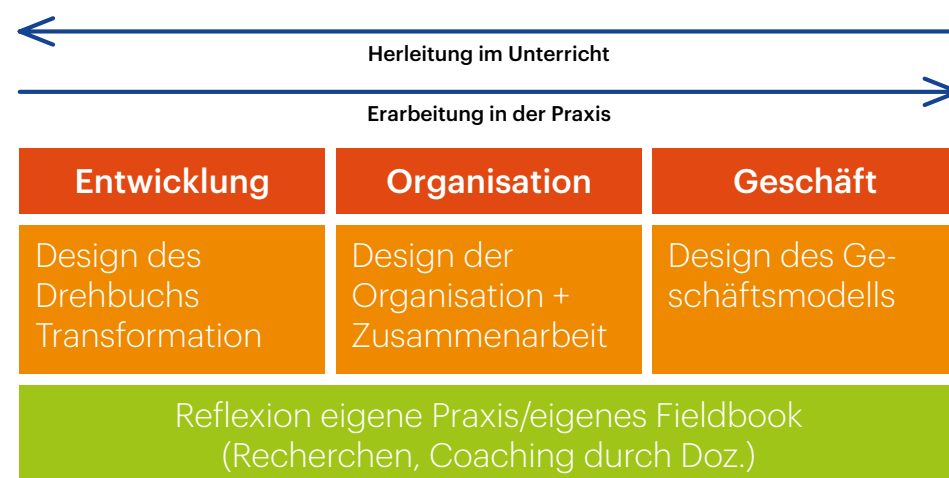 Herleitung im Unterricht
Erarbeitung in der Praxis
Entwicklung
Organisation
Geschäft
Design des
Drehbuchs
Transformation
Design der
Organisation +
Zusammenarbeit
Design des Ge-
schäftsmodells
Reflexion eigene Praxis/eigenes Fieldbook
(Recherchen, Coaching durch Doz.)